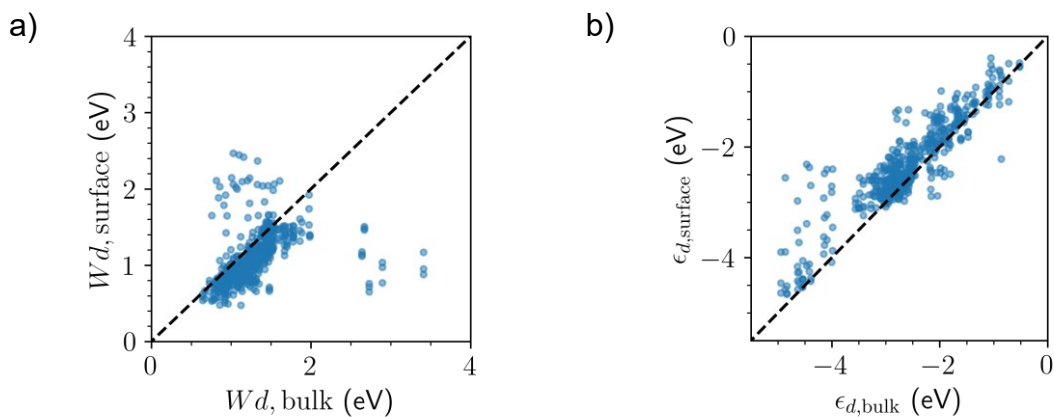 a)
4
3
2
1
0
0
2
4
Wd, surface (eV)
Wd, bulk (eV)
b)
0
−2
−4
−4
−2
0
ϵd,surface (eV)
ϵd,bulk (eV)